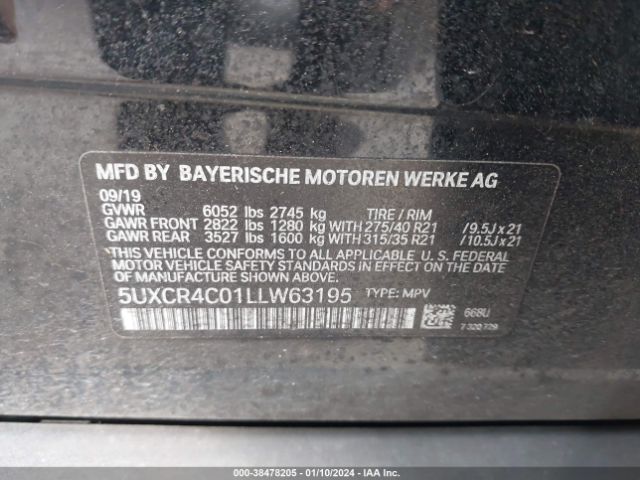 MFD BY BAYERISCHE MOTOREN WERKE AG
09/19
GVWR 6052 lbs 2745 kg TIRE / RIM
GAWR FRONT 2822 lbs 1280 kg WITH 275/40 R21 / 9.5J x 21
GAWR REAR 3527 lbs 1600 kg WITH 315/35 R21 / 10.5J x 21
THIS VEHICLE CONFORMS TO ALL APPLICABLE U. S. FEDERAL
MOTOR VEHICLE SAFETY STANDARDS IN EFFECT ON THE DATE
OF MANUFACTURE SHOWN ABOVE.
5UXCR4C01LLW63195 TYPE: MPV
668U
7 320 729
000-38478205 - 01/10/2024 - IAA Inc.